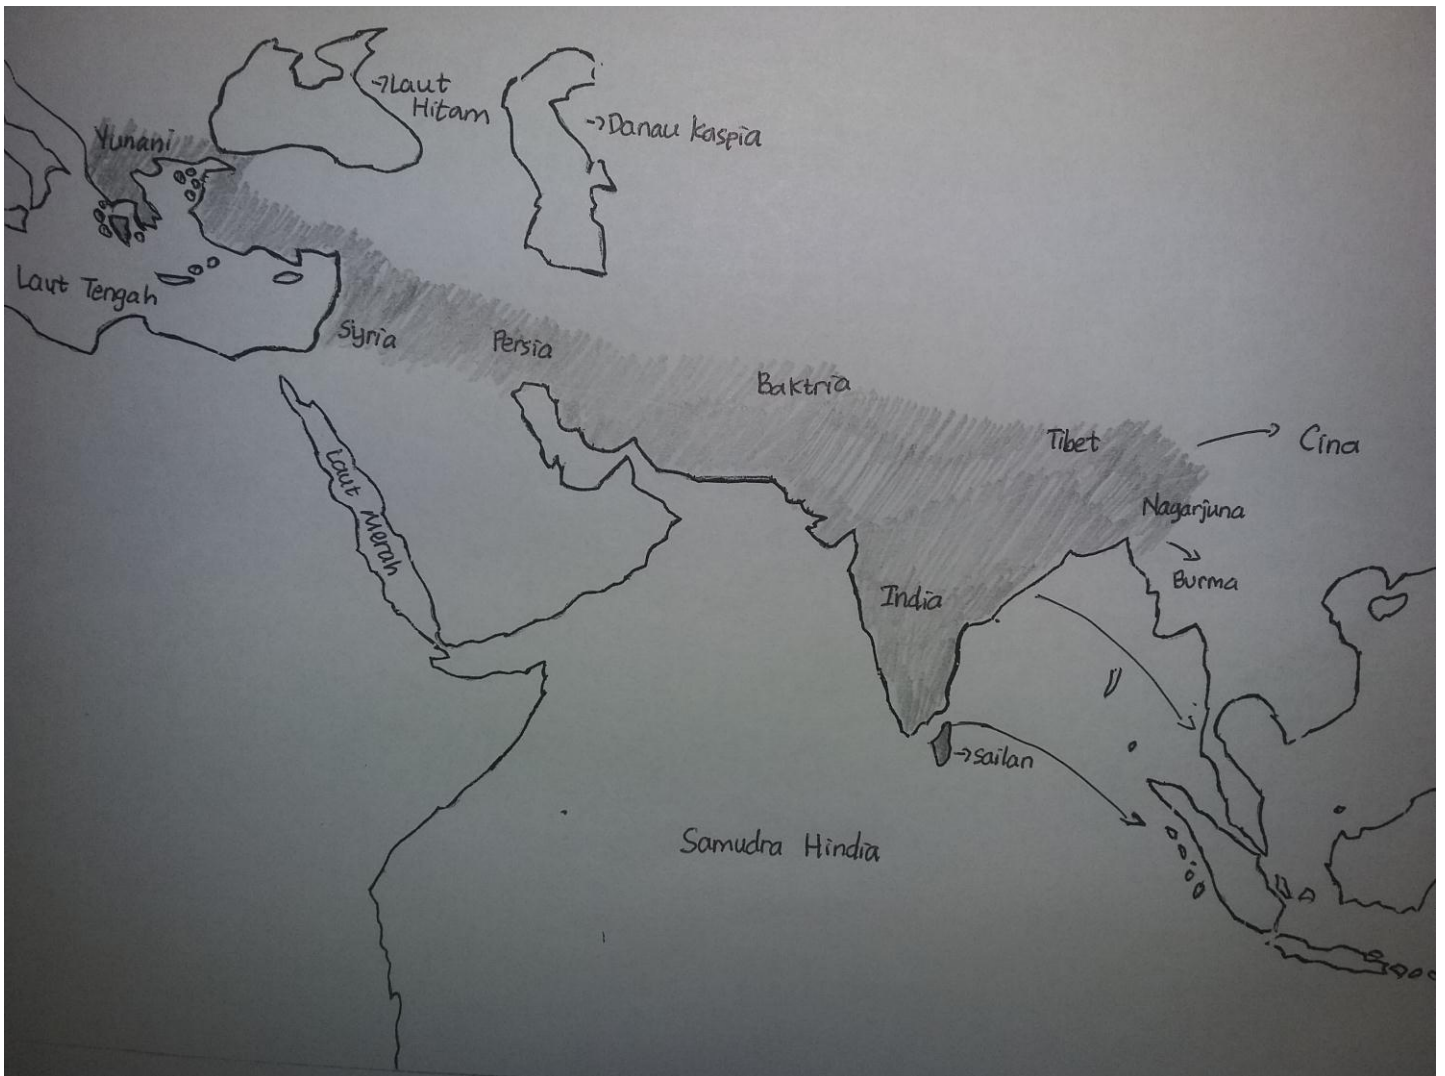 Laut
Hitam
Danau Kaspia
Yunani
Laut Tengah
Syria
Persia
Baktria
Tibet
Cina
Nagarjuna
Burma
Laut Merah
India
Sailan
Samudra Hindia